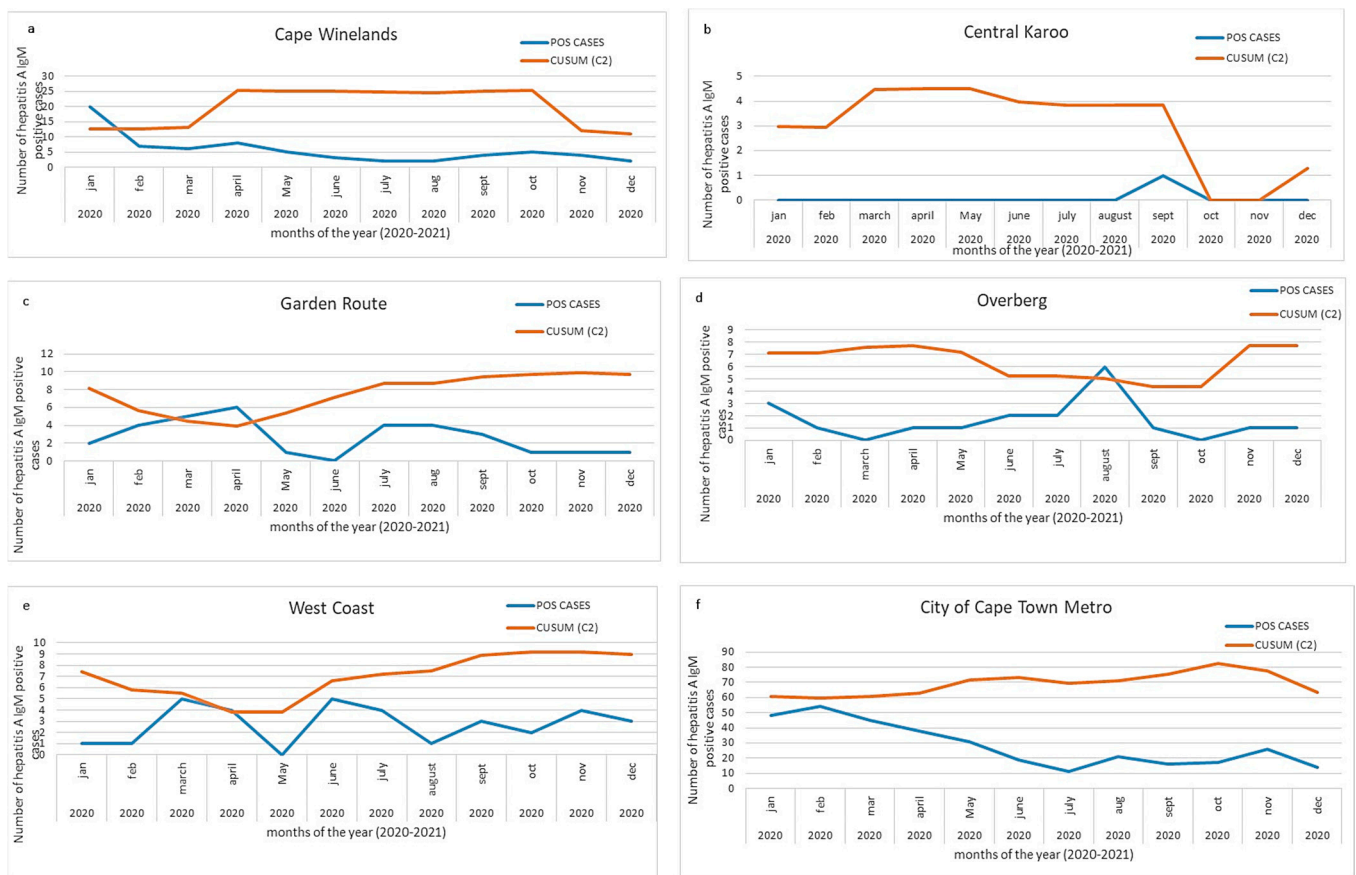 a
Cape Winelands
POS CASES
CUSUM (C2)
Number of hepatitis A IgM
positive cases
30
25
20
15
10
5
0
jan feb mar april May june july aug sept oct nov dec
2020 2020 2020 2020 2020 2020 2020 2020 2020 2020 2020 2020
months of the year (2020-2021)
b
Central Karoo
POS CASES
CUSUM (C2)
Number of hepatitis A IgM
positive cases
5
4
3
2
1
0
jan feb march april May june july august sept oct nov dec
2020 2020 2020 2020 2020 2020 2020 2020 2020 2020 2020 2020
months of the year (2020-2021)
c
Garden Route
POS CASES
CUSUM (C2)
Number of hepatitis A IgM positive
cases
12
10
8
6
4
2
0
jan feb mar april May june july aug sept oct nov dec
2020 2020 2020 2020 2020 2020 2020 2020 2020 2020 2020 2020
months of the year (2020-2021)
d
Overberg
POS CASES
CUSUM (C2)
Number of hepatitis A IgM positive
cases
9
8
7
6
5
4
3
2
1
0
jan feb march april May june july august sept oct nov dec
2020 2020 2020 2020 2020 2020 2020 2020 2020 2020 2020 2020
months of the year (2020-2021)
e
West Coast
POS CASES
CUSUM (C2)
Number of hepatitis A IgM positive
cases
10
9
8
7
6
5
4
3
2
1
0
jan feb march april May june july august sept oct nov dec
2020 2020 2020 2020 2020 2020 2020 2020 2020 2020 2020 2020
months of the year (2020-2021)
f
City of Cape Town Metro
POS CASES
CUSUM (C2)
Number of hepatitis A IgM
positive cases
90
80
70
60
50
40
30
20
10
0
jan feb mar april May june july aug sept oct nov dec
2020 2020 2020 2020 2020 2020 2020 2020 2020 2020 2020 2020
months of the year (2020-2021)